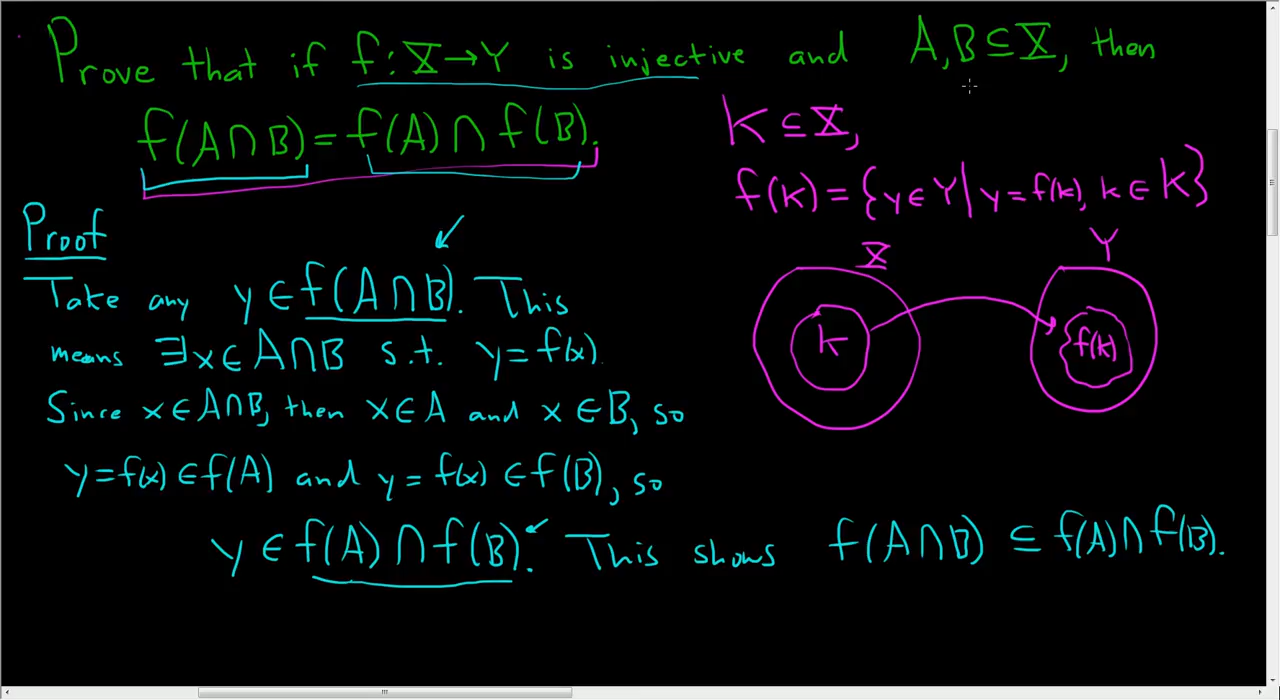 Prove that if f: X → Y is injective and A, B ⊆ X, then
f(A ∩ B) = f(A) ∩ f(B).
K ⊆ X,
f(K) = {y ∈ Y | y = f(k), k ∈ K}
X
Y
K
f(K)
Proof
Take any y ∈ f(A ∩ B). This
means ∃ x ∈ A ∩ B s.t. y = f(x).
Since x ∈ A ∩ B, then x ∈ A and x ∈ B, so
y = f(x) ∈ f(A) and y = f(x) ∈ f(B), so
y ∈ f(A) ∩ f(B). This shows f(A ∩ B) ⊆ f(A) ∩ f(B).